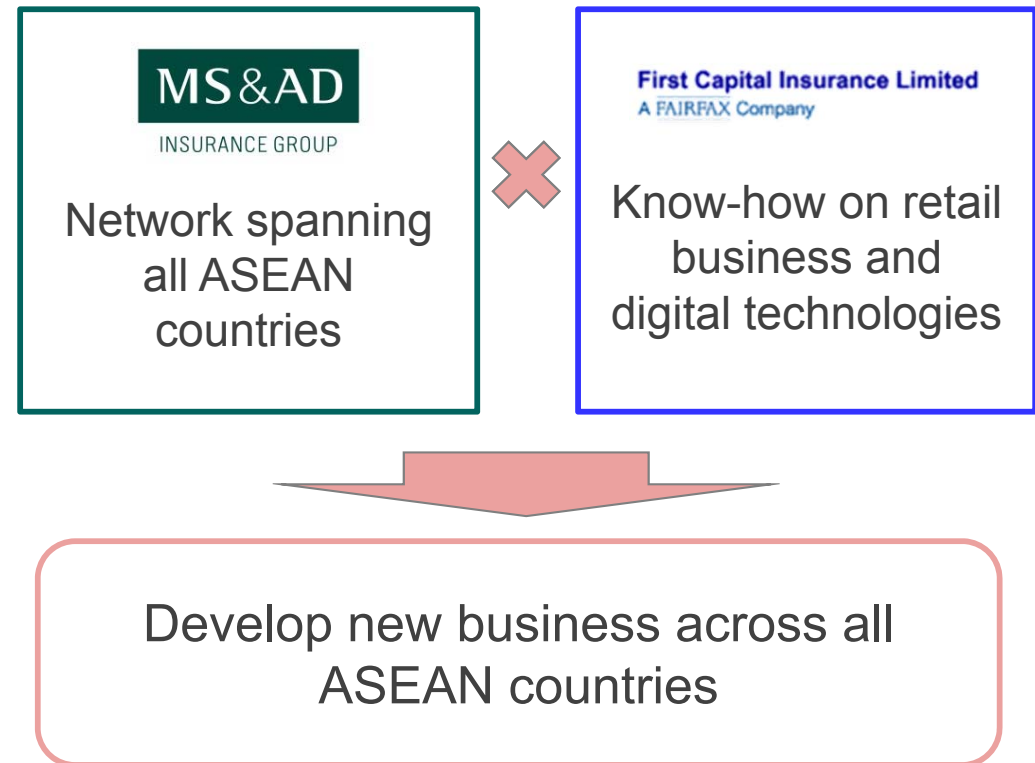 MS&AD
INSURANCE GROUP
Network spanning
all ASEAN
countries
First Capital Insurance Limited
A FAIRFAX Company
Know-how on retail
business and
digital technologies
Develop new business across all
ASEAN countries